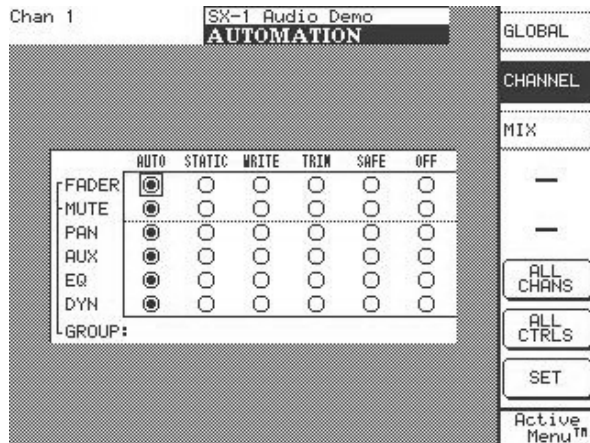 Chan 1
SX-1 Audio Demo
AUTOMATION
AUTO STATIC WRITE TRIM SAFE OFF
FADER
MUTE
PAN
AUX
EQ
DYN
GROUP:
GLOBAL
CHANNEL
MIX
ALL
CHANS
ALL
CTRLS
SET
Active
Menu™